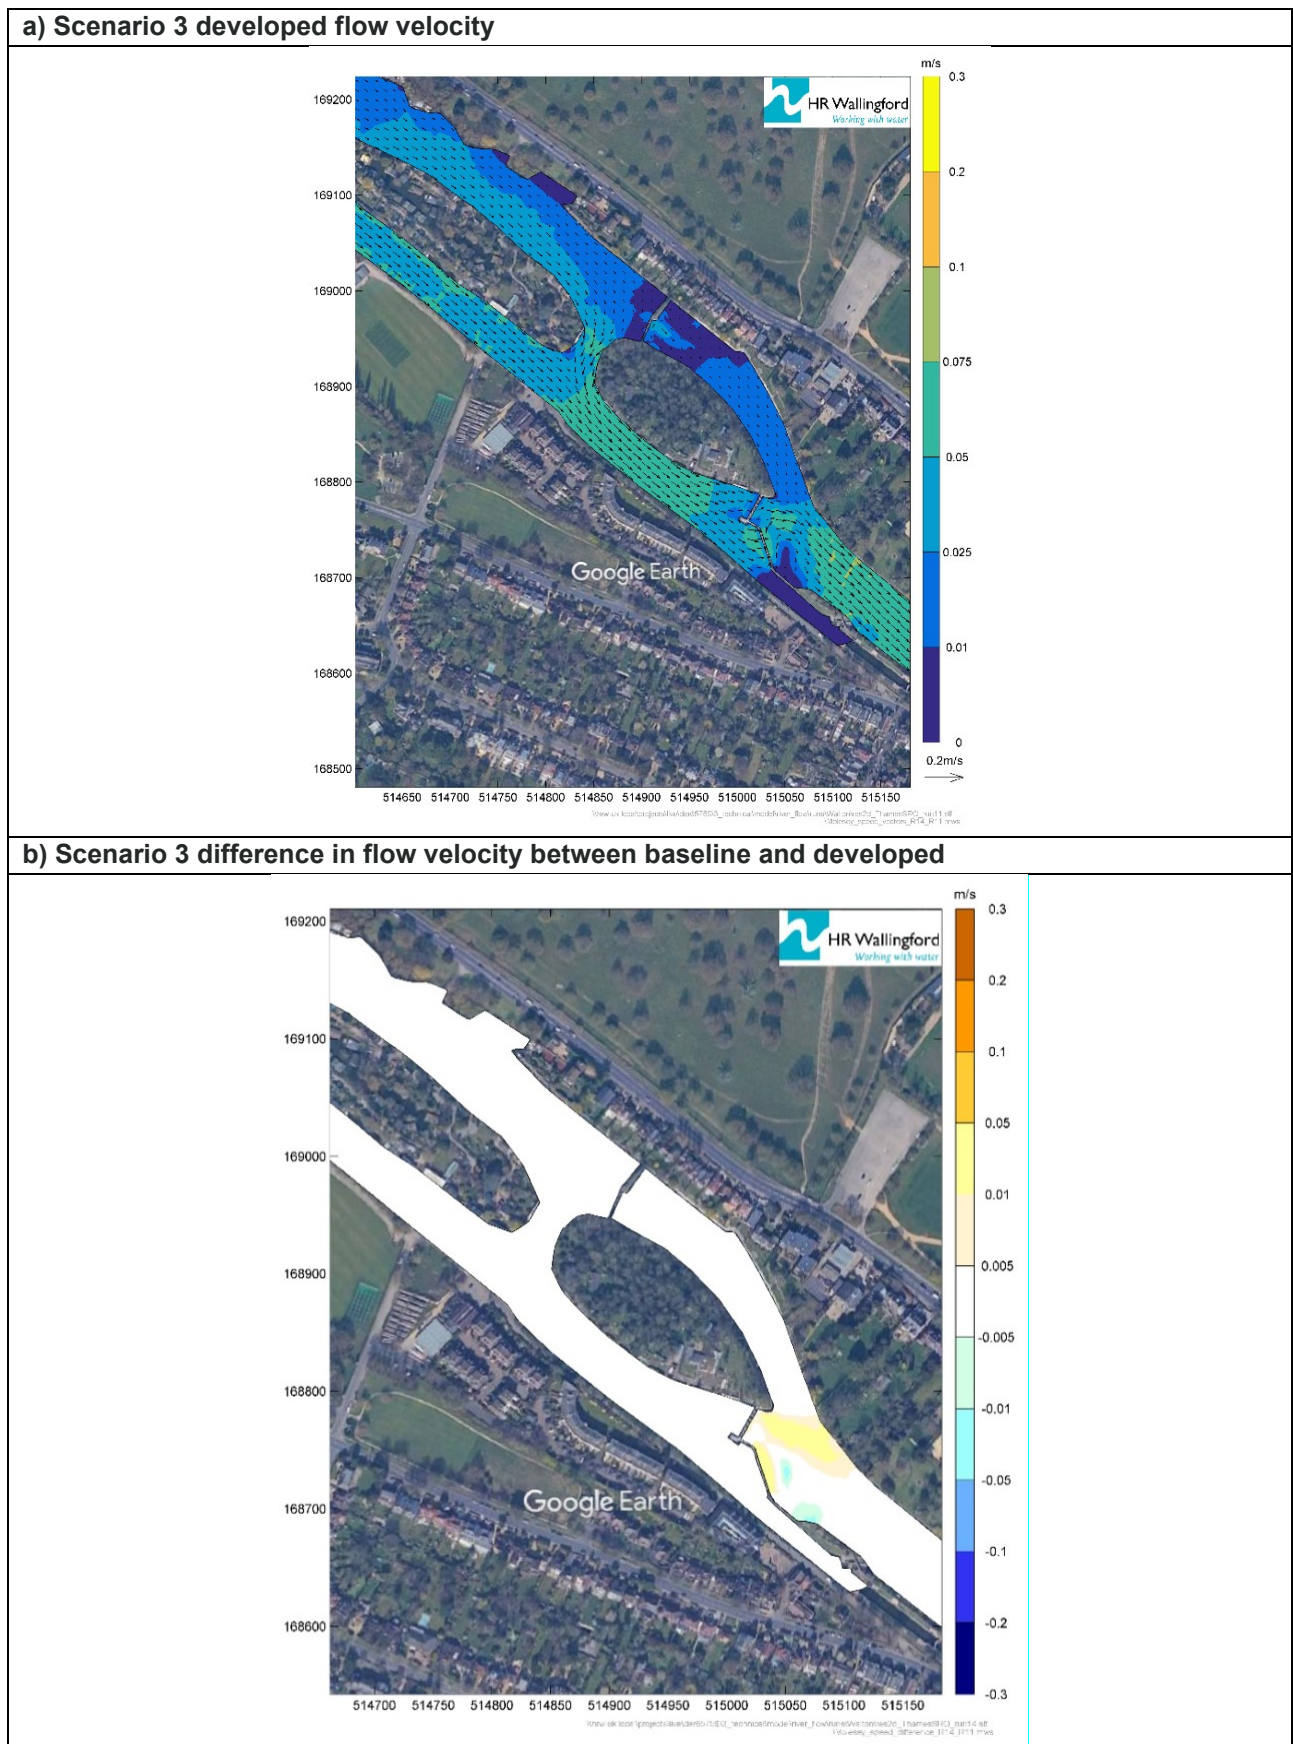 a) Scenario 3 developed flow velocity
m/s
HR Wallingford
Working with water
0.3
0.2
0.1
0.075
0.05
0.025
0.01
0
0.2m/s
169200
169100
169000
168900
168800
168700
168600
168500
Google Earth
514650 514700 514750 514800 514850 514900 514950 515000 515050 515100 515150
b) Scenario 3 difference in flow velocity between baseline and developed
m/s
HR Wallingford
Working with water
0.3
0.2
0.1
0.05
0.01
0.005
-0.005
-0.01
-0.05
-0.1
-0.2
-0.3
169200
169100
169000
168900
168800
168700
168600
Google Earth
514700 514750 514800 514850 514900 514950 515000 515050 515100 515150